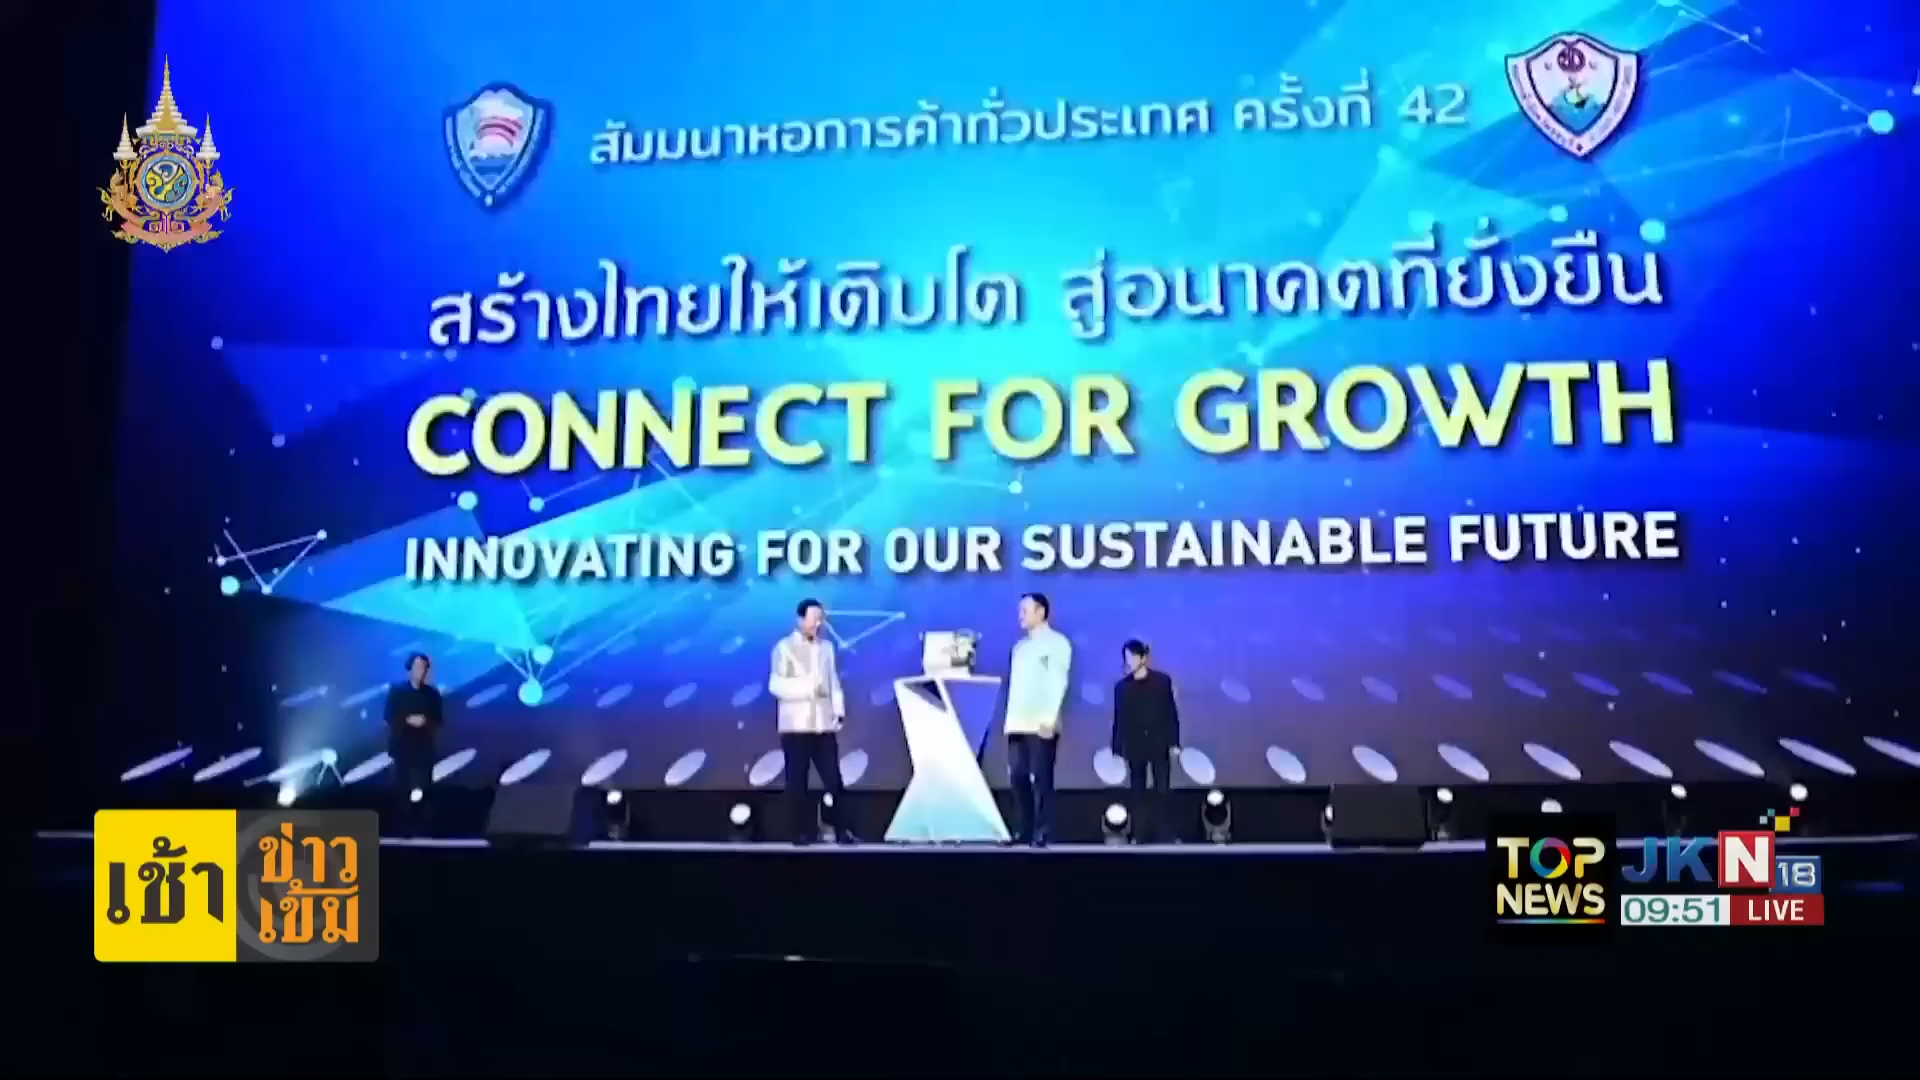 สัมมนาหอการค้าทั่วประเทศ ครั้งที่ 42
สร้างไทยให้เติบโต สู่อนาคตที่ยั่งยืน
CONNECT FOR GROWTH
INNOVATING FOR OUR SUSTAINABLE FUTURE
เช้า
ข่าว
เข้ม
TOP
NEWS
JKN18
09:51 LIVE